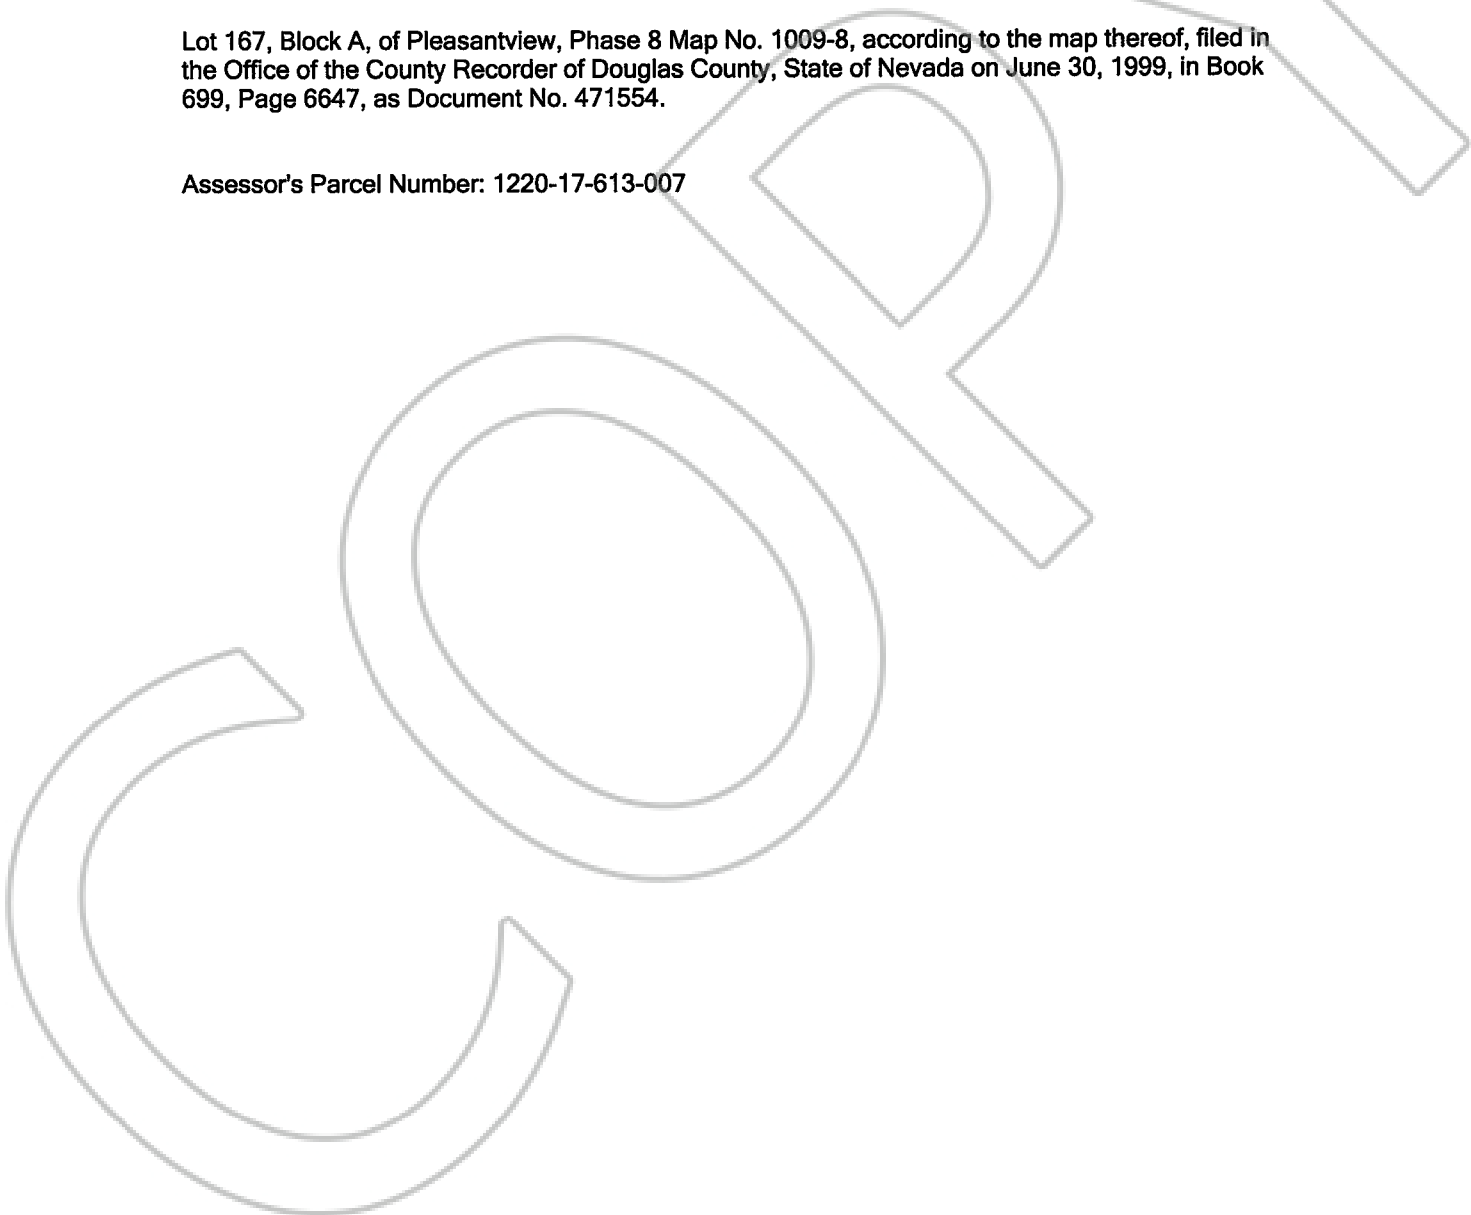 Lot 167, Block A, of Pleasantview, Phase 8 Map No. 1009-8, according to the map thereof, filed in
the Office of the County Recorder of Douglas County, State of Nevada on June 30, 1999, in Book
699, Page 6647, as Document No. 471554.
Assessor's Parcel Number: 1220-17-613-007
COPY